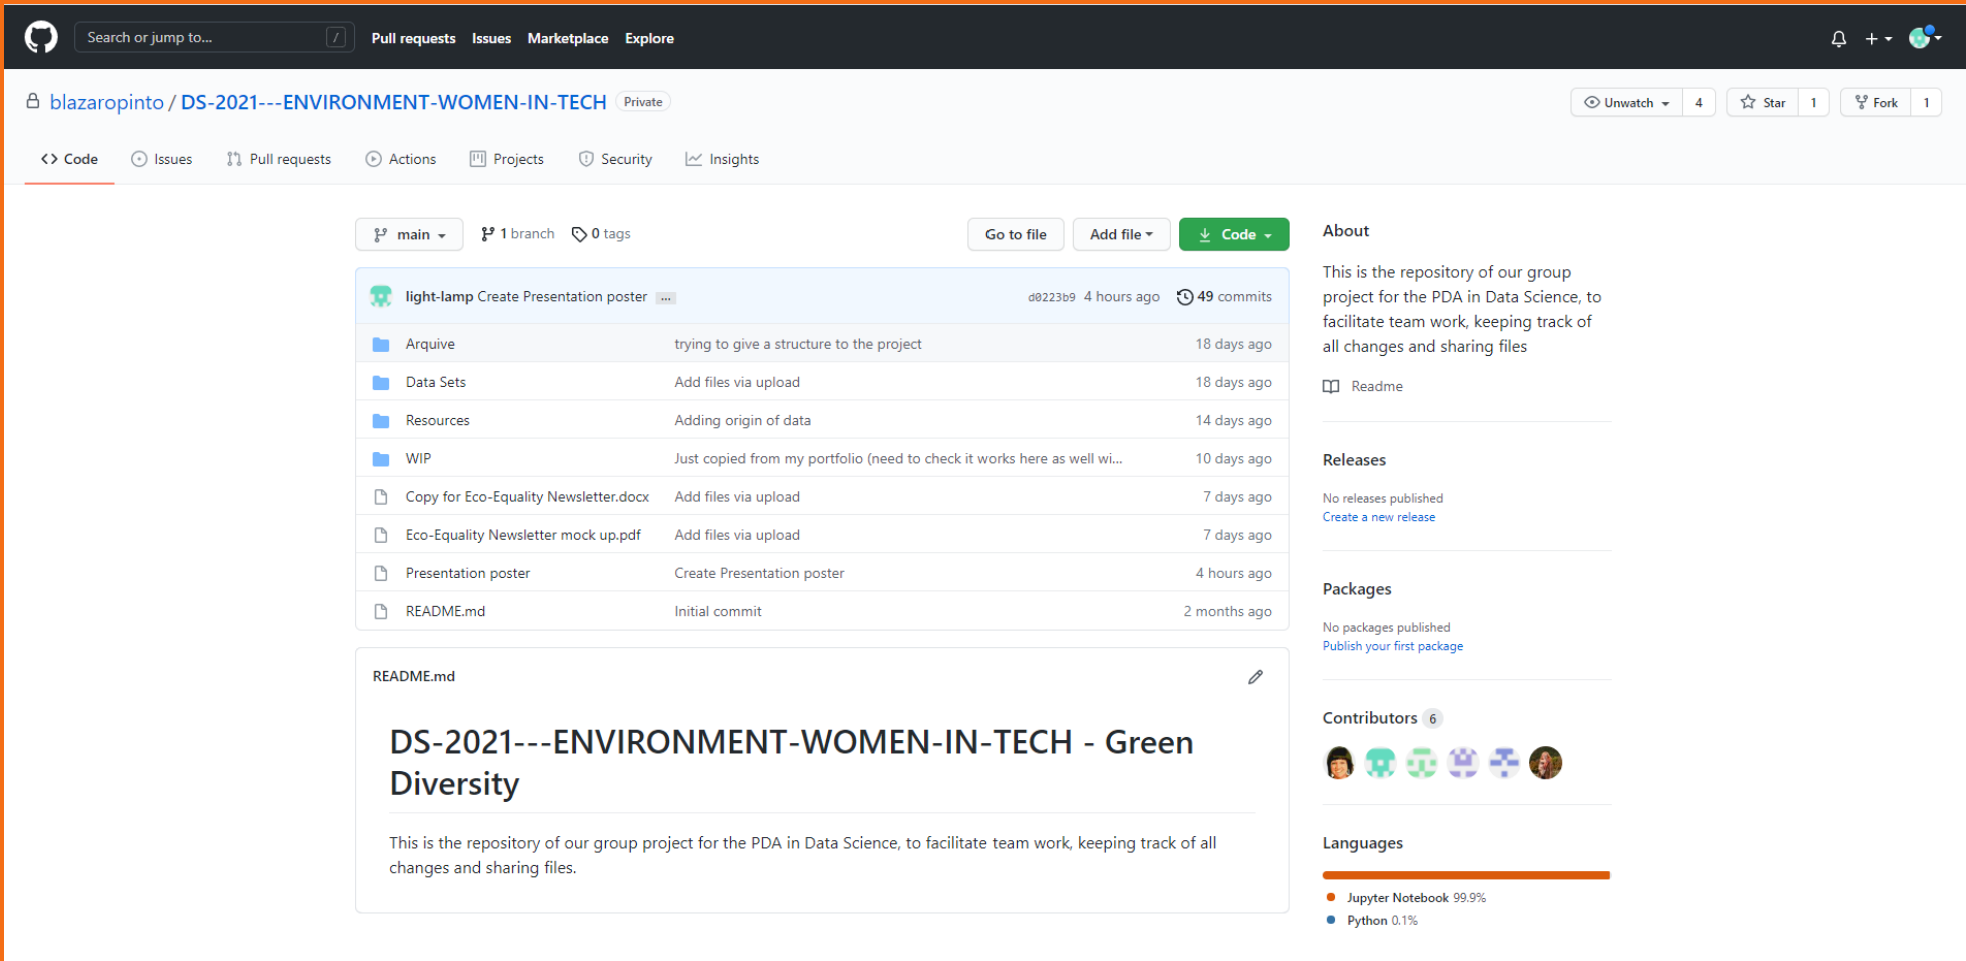 Search or jump to... /
Pull requests Issues Marketplace Explore
blazaropinto / DS-2021---ENVIRONMENT-WOMEN-IN-TECH Private
Unwatch 4 Star 1 Fork 1
Code Issues Pull requests Actions Projects Security Insights
main 1 branch 0 tags Go to file Add file Code
light-lamp Create Presentation poster ... d0223b9 4 hours ago 49 commits
Arquive trying to give a structure to the project 18 days ago
Data Sets Add files via upload 18 days ago
Resources Adding origin of data 14 days ago
WIP Just copied from my portfolio (need to check it works here as well wi... 10 days ago
Copy for Eco-Equality Newsletter.docx Add files via upload 7 days ago
Eco-Equality Newsletter mock up.pdf Add files via upload 7 days ago
Presentation poster Create Presentation poster 4 hours ago
README.md Initial commit 2 months ago
README.md
DS-2021---ENVIRONMENT-WOMEN-IN-TECH - Green
Diversity
This is the repository of our group project for the PDA in Data Science, to facilitate team work, keeping track of all
changes and sharing files.
About
This is the repository of our group
project for the PDA in Data Science, to
facilitate team work, keeping track of
all changes and sharing files
Readme
Releases
No releases published
Create a new release
Packages
No packages published
Publish your first package
Contributors 6
Languages
Jupyter Notebook 99.9%
Python 0.1%